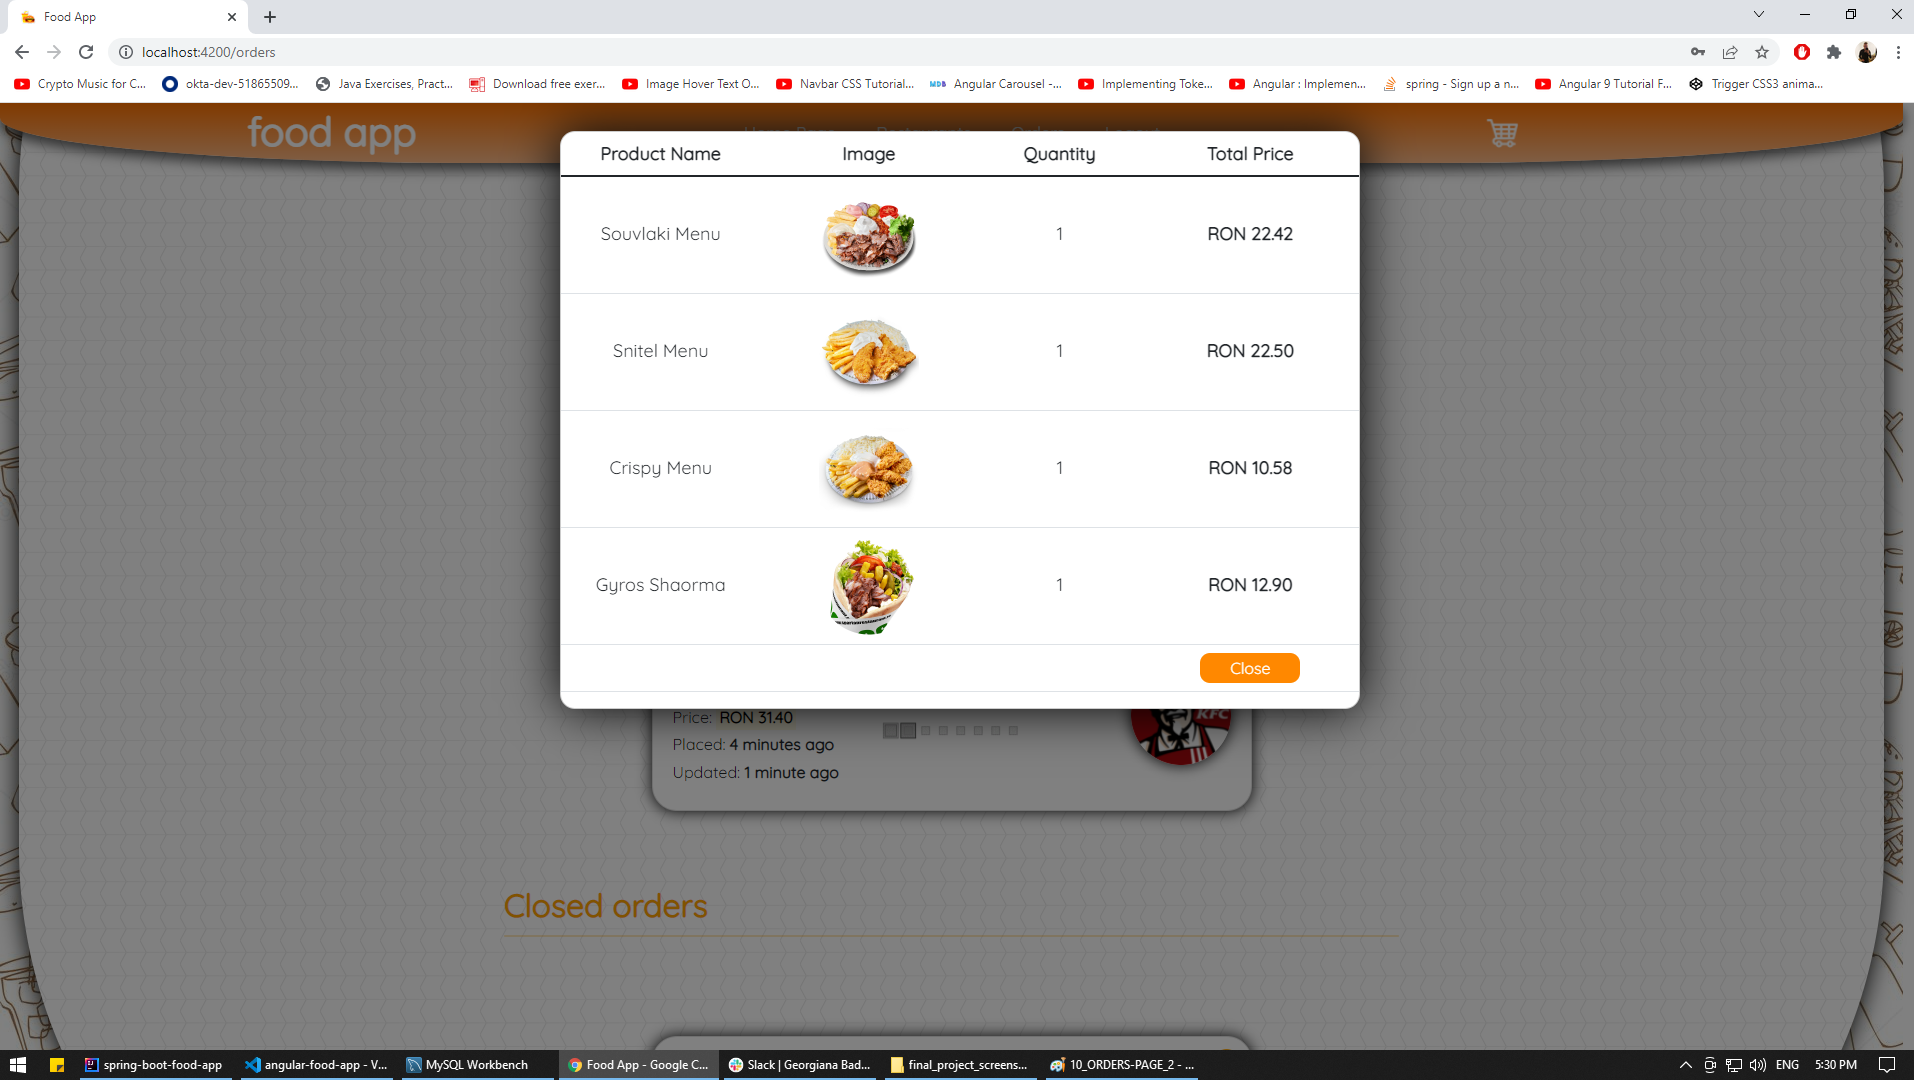 Food App
localhost:4200/orders
Crypto Music for C...
okta-dev-51865509...
Java Exercises, Pract...
Download free exer...
Image Hover Text O...
Navbar CSS Tutorial...
MDB
Angular Carousel -...
Implementing Toke...
Angular : Implemen...
spring - Sign up a n...
Angular 9 Tutorial F...
Trigger CSS3 anima...
food app
Product Name Image Quantity Total Price
Souvlaki Menu 1 RON 22.42
Snitel Menu 1 RON 22.50
Crispy Menu 1 RON 10.58
Gyros Shaorma 1 RON 12.90
Close
Price: RON 31.40
KFC
Placed: 4 minutes ago
Updated: 1 minute ago
Closed orders
spring-boot-food-app
angular-food-app - V...
MySQL Workbench
Food App - Google C...
Slack | Georgiana Bad...
final_project_screens...
10_ORDERS-PAGE_2 - ...
ENG
5:30 PM